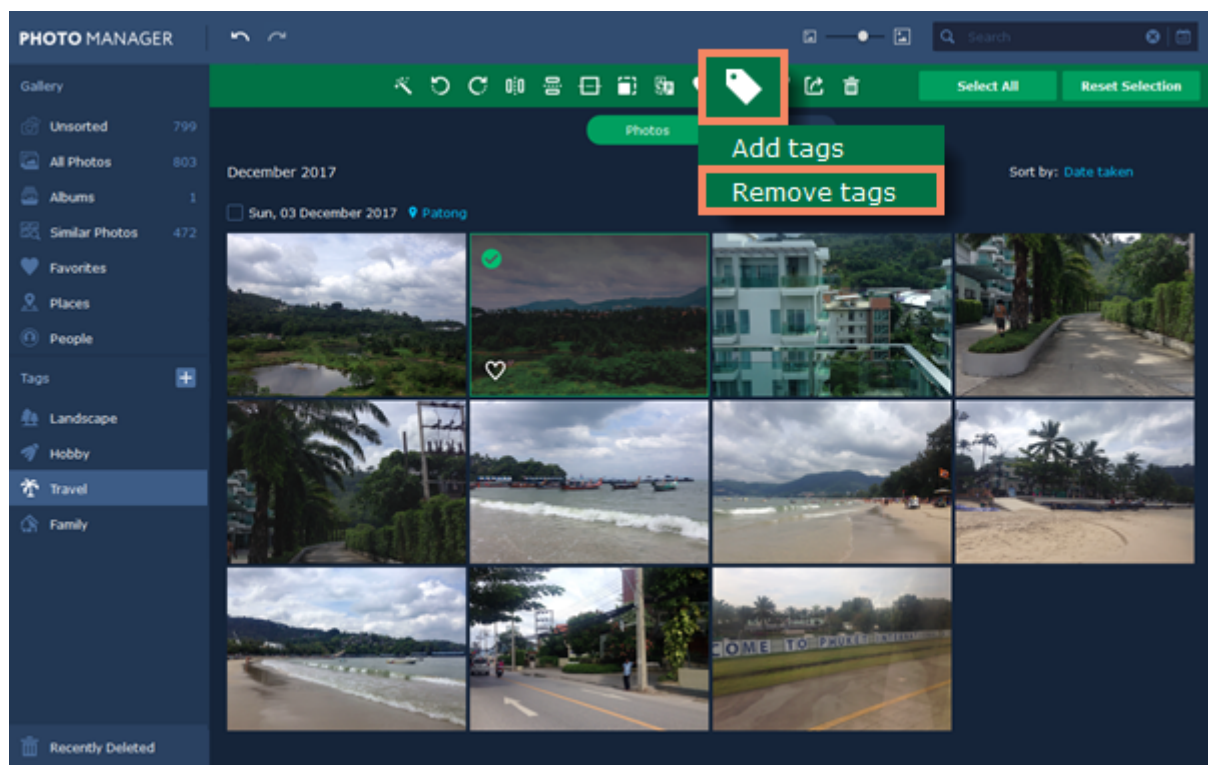 PHOTO MANAGER
Search
Gallery
Select All
Reset Selection
Unsorted 799
Photos
Add tags
All Photos 803
December 2017
Remove tags
Sort by: Date taken
Albums 1
Sun, 03 December 2017 Patong
Similar Photos 472
Favorites
Places
People
Tags
Landscape
Hobby
Travel
Family
COME TO PHUKET INTERNAT
Recently Deleted